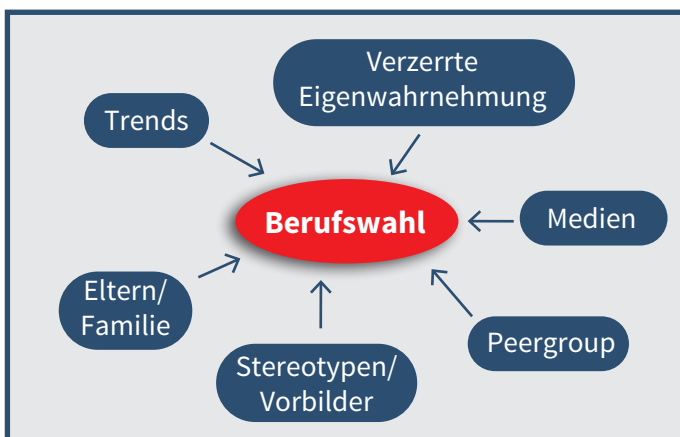 Verzerrte
Eigenwahrnehmung
Trends
Berufswahl
Medien
Eltern/
Familie
Stereotypen/
Vorbilder
Peergroup